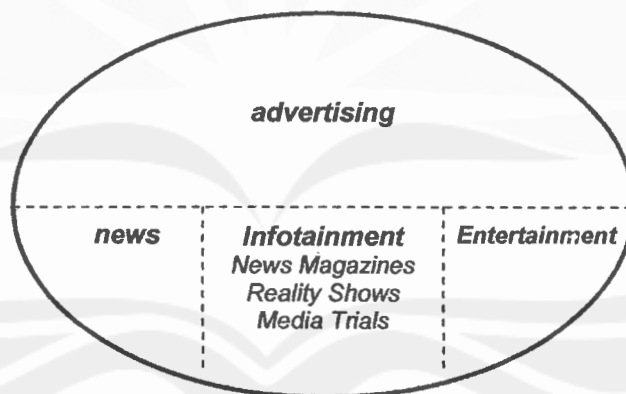 advertising
news
Infotainment
Entertainment
News Magazines
Reality Shows
Media Trials